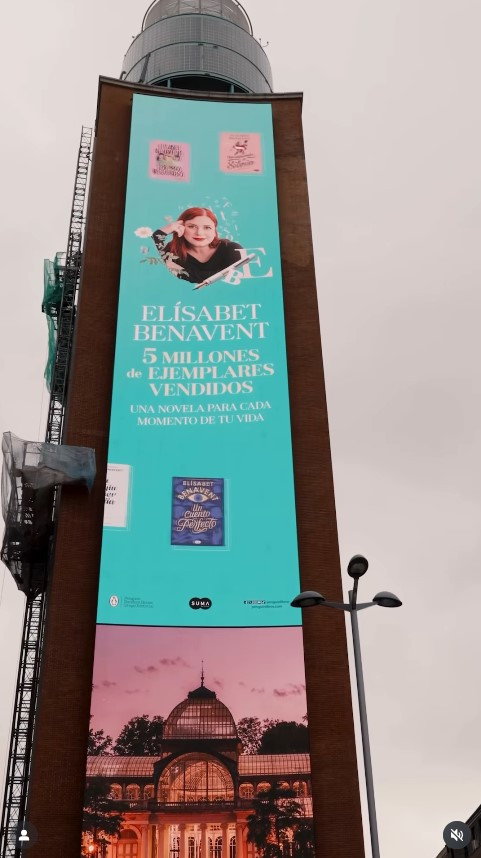 ELÍSABET
BENAVENT
5 MILLONES
de EJEMPLARES
VENDIDOS
UNA NOVELA PARA CADA
MOMENTO DE TU VIDA
ELÍSABET
BENAVENT
Un
Cuento
Perfecto
SUMA